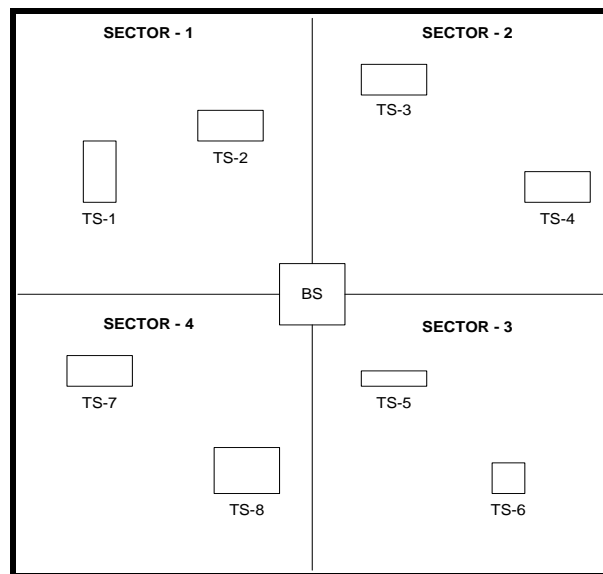 SECTOR - 1
SECTOR - 2
TS-3
TS-2
TS-1
TS-4
BS
SECTOR - 4
SECTOR - 3
TS-7
TS-5
TS-8
TS-6